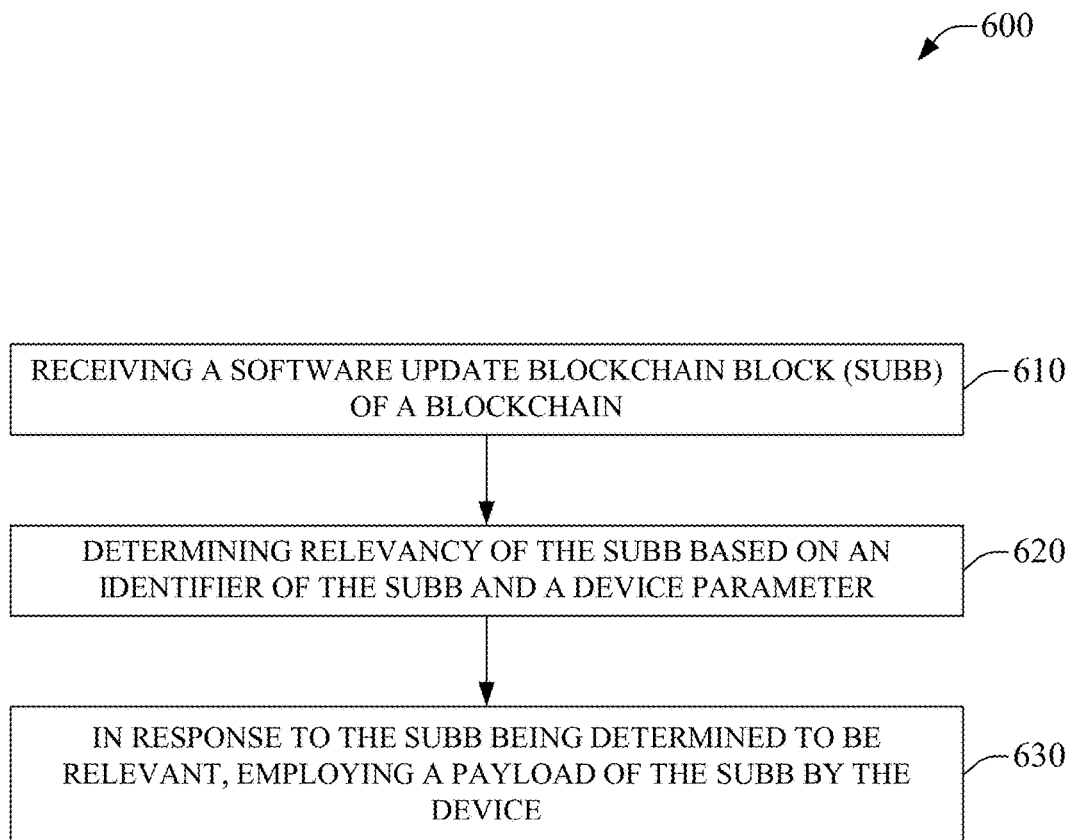 600
RECEIVING A SOFTWARE UPDATE BLOCKCHAIN BLOCK (SUBB)
OF A BLOCKCHAIN
610
DETERMINING RELEVANCY OF THE SUBB BASED ON AN
IDENTIFIER OF THE SUBB AND A DEVICE PARAMETER
620
IN RESPONSE TO THE SUBB BEING DETERMINED TO BE
RELEVANT, EMPLOYING A PAYLOAD OF THE SUBB BY THE
DEVICE
630